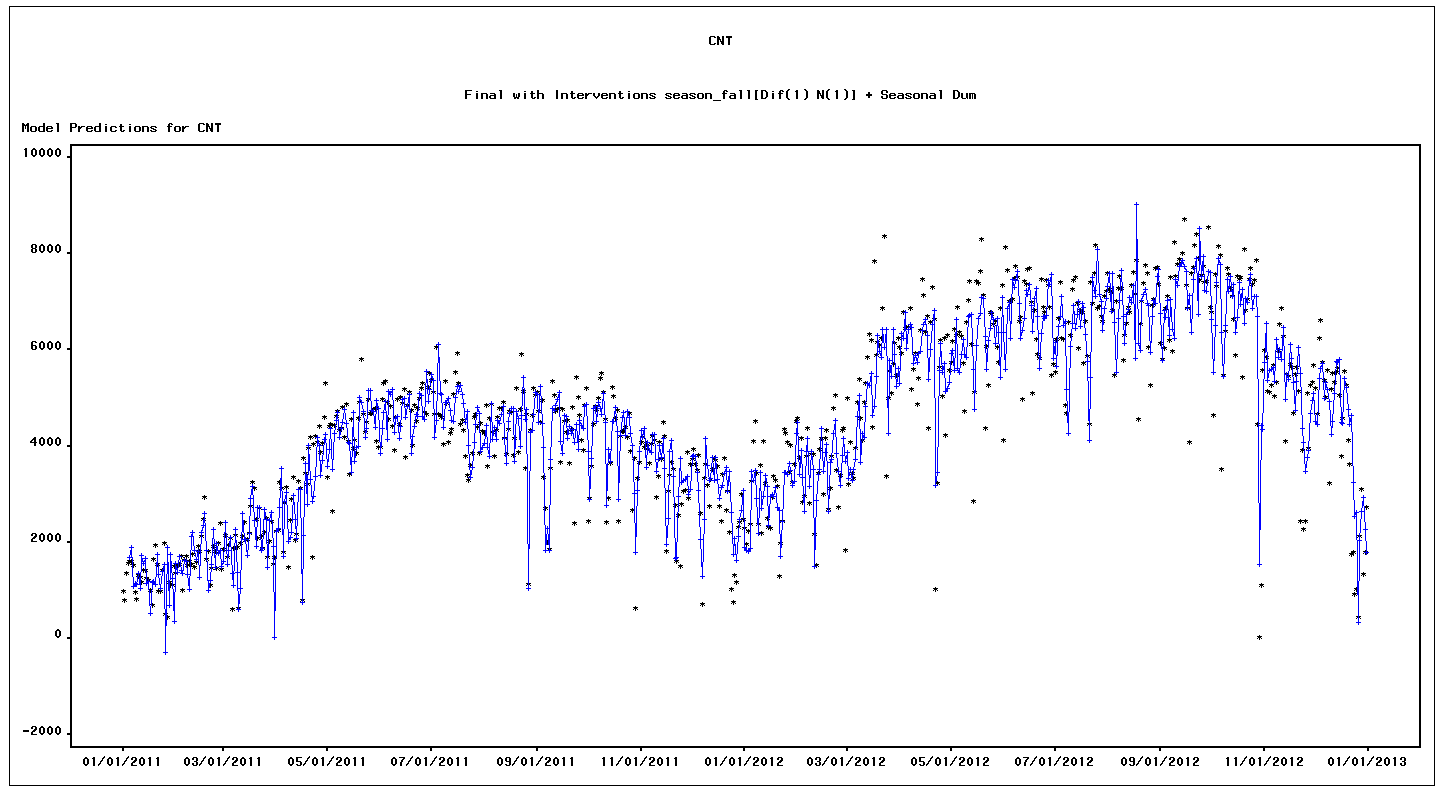 CNT
Final with Interventions season_fall[Dif(1) N(1)] + Seasonal Dum
Model Predictions for CNT
10000
8000
6000
4000
2000
0
-2000
01/01/2011 03/01/2011 05/01/2011 07/01/2011 09/01/2011 11/01/2011 01/01/2012 03/01/2012 05/01/2012 07/01/2012 09/01/2012 11/01/2012 01/01/2013